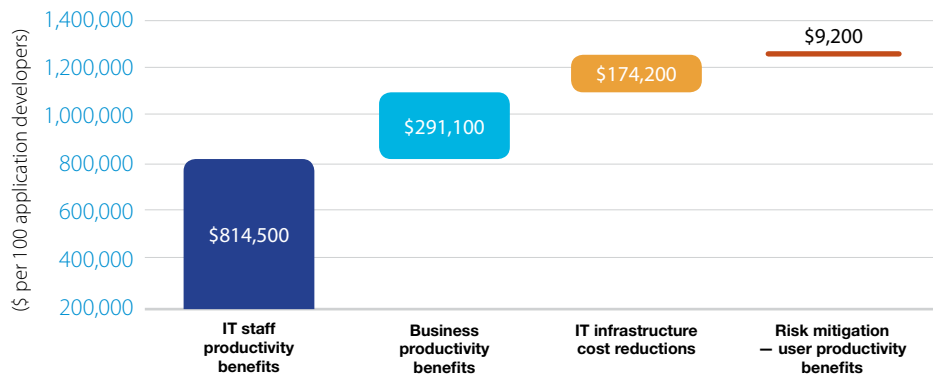 ($ per 100 application developers)
1,400,000
1,200,000
1,000,000
800,000
600,000
400,000
200,000
$814,500
$291,100
$174,200
$9,200
IT staff
productivity
benefits
Business
productivity
benefits
IT infrastructure
cost reductions
Risk mitigation
— user productivity
benefits